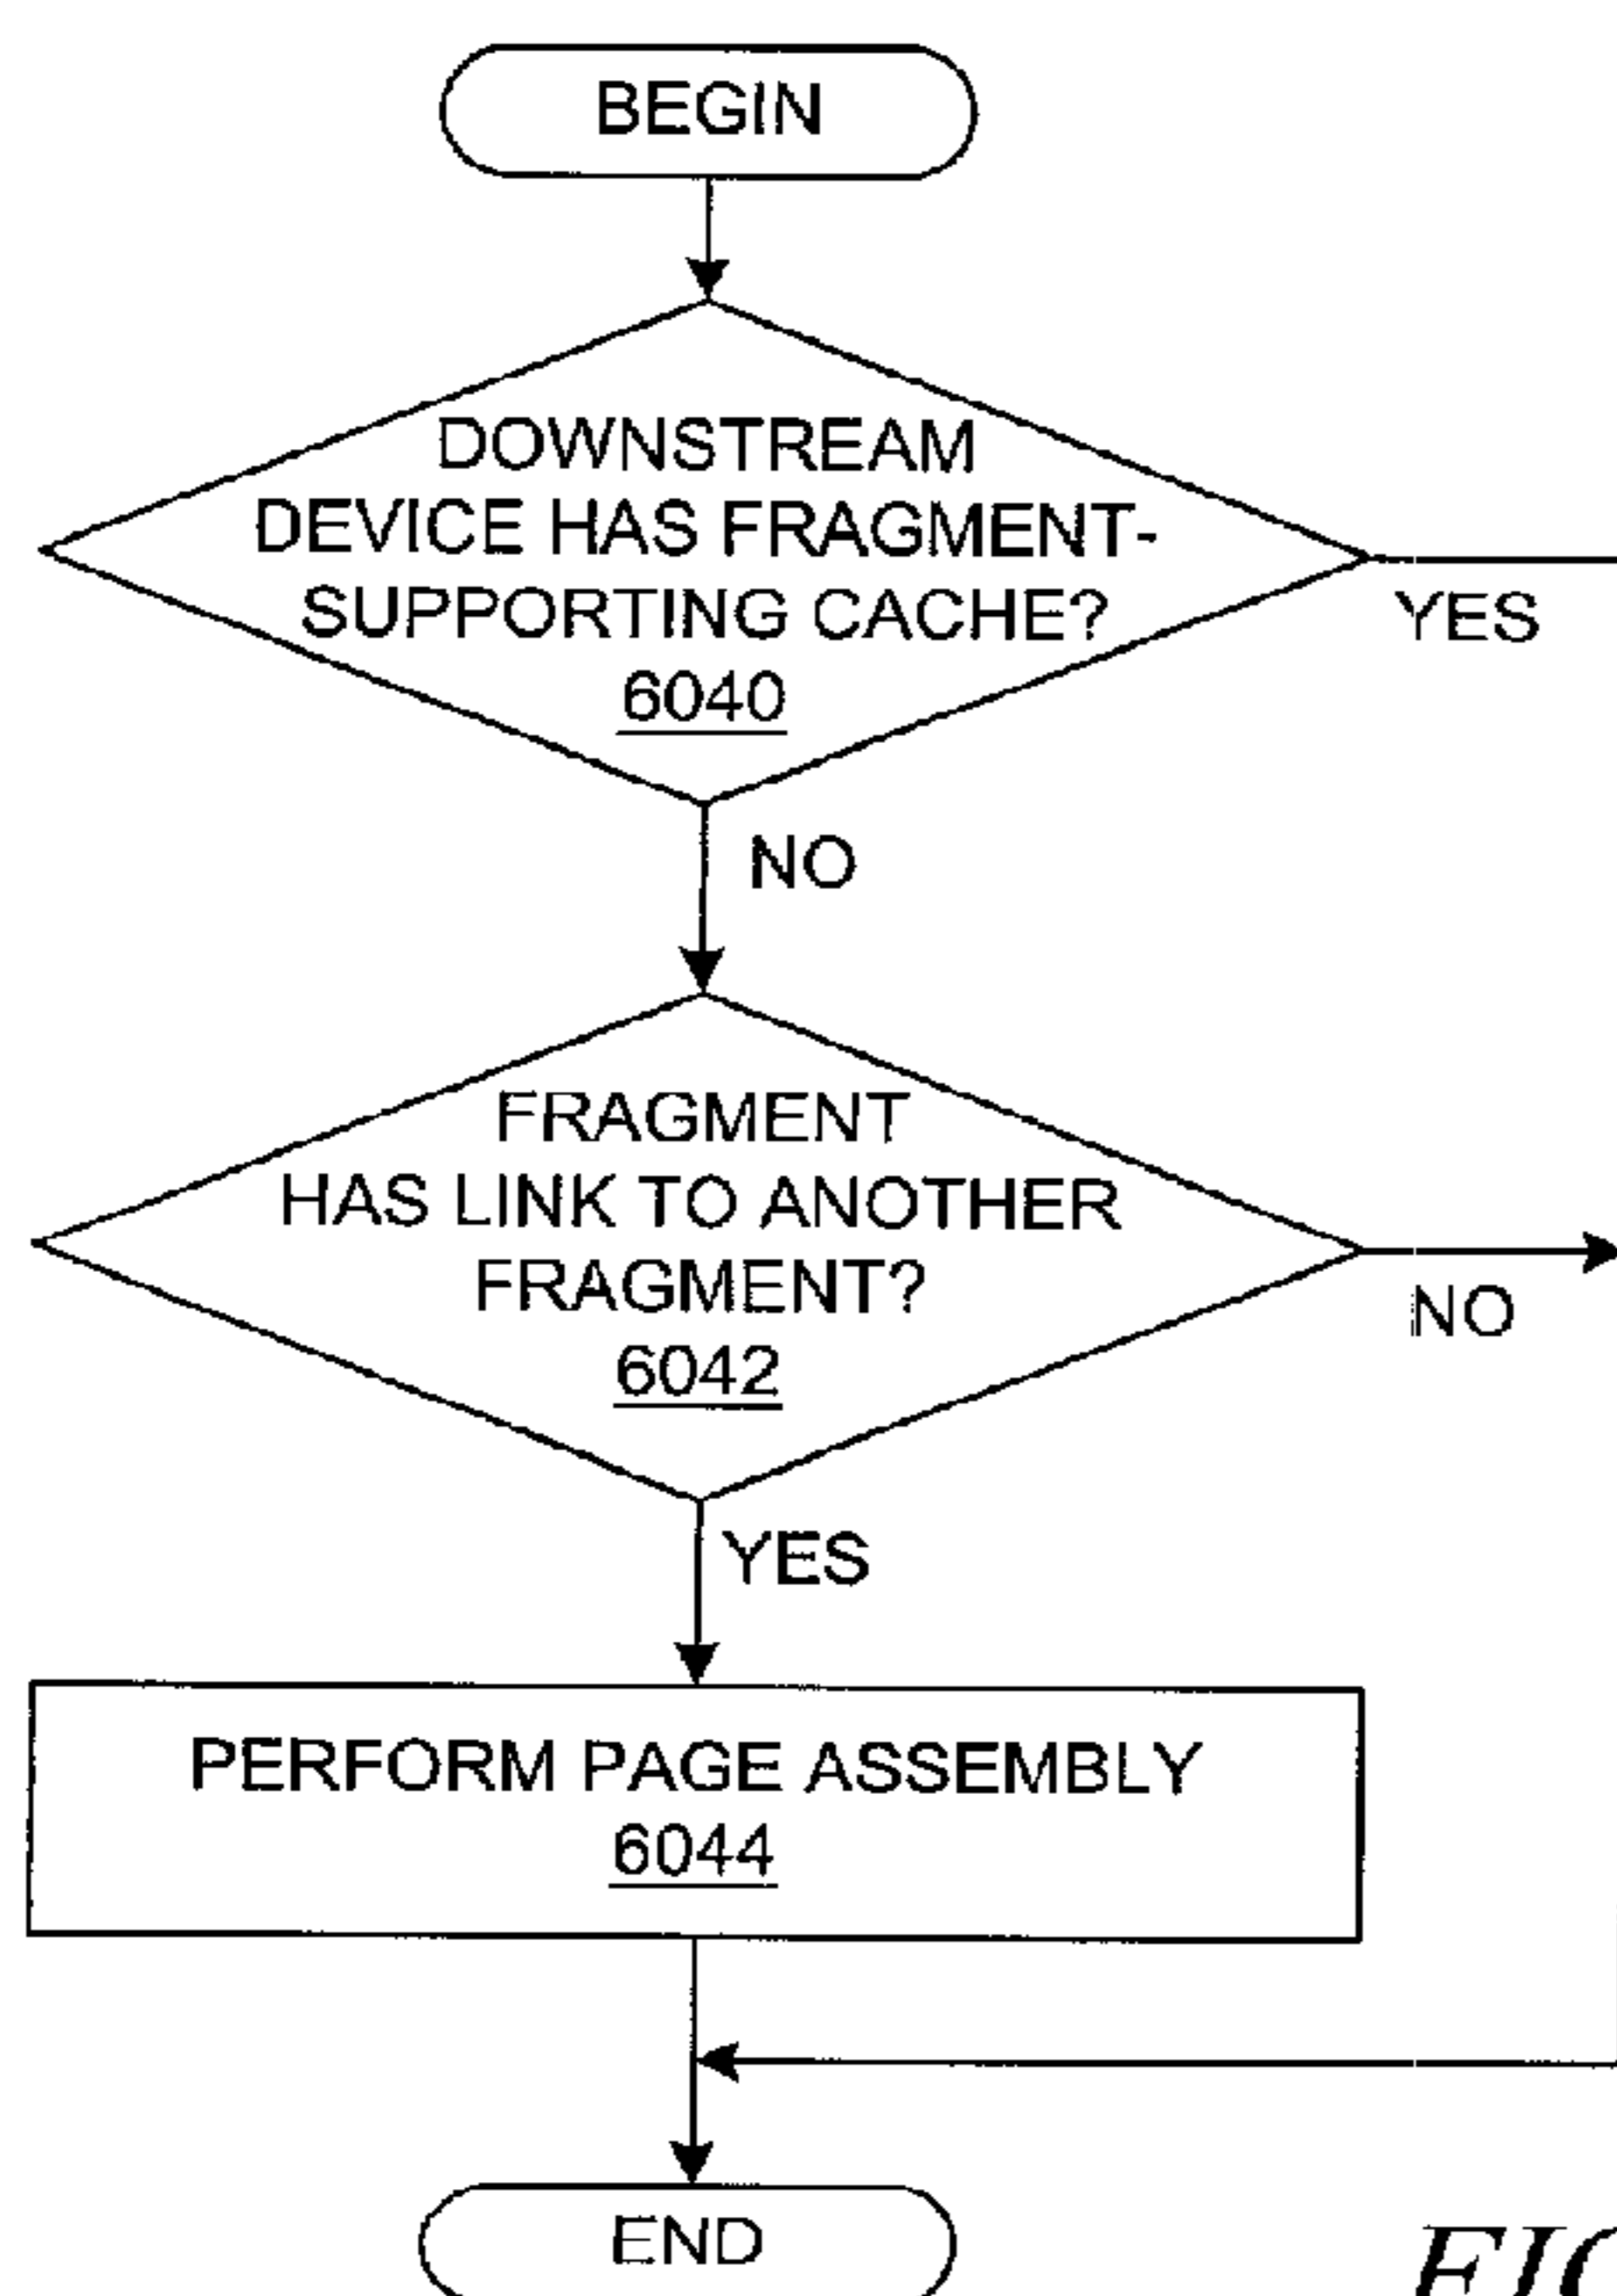 BEGIN
DOWNSTREAM
DEVICE HAS FRAGMENT-
SUPPORTING CACHE?
6040
YES
NO
FRAGMENT
HAS LINK TO ANOTHER
FRAGMENT?
6042
NO
YES
PERFORM PAGE ASSEMBLY
6044
END